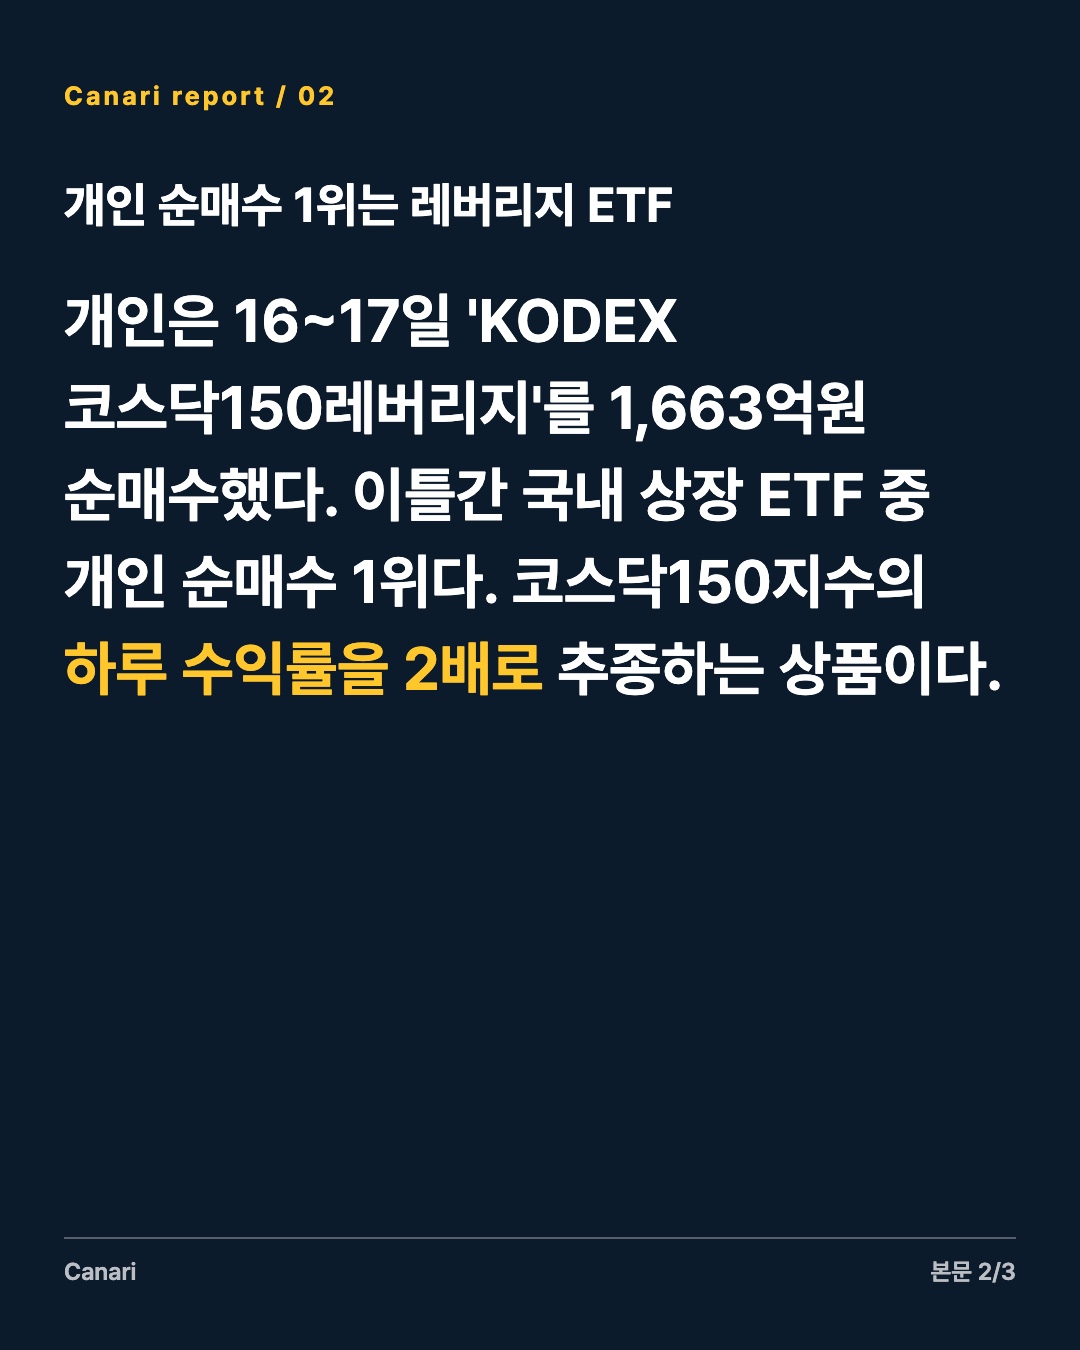 Canari report / 02
개인 순매수 1위는 레버리지 ETF
개인은 16~17일 'KODEX
코스닥150레버리지'를 1,663억원
순매수했다. 이틀간 국내 상장 ETF 중
개인 순매수 1위다. 코스닥150지수의
하루 수익률을 2배로 추종하는 상품이다.
Canari
본문 2/3